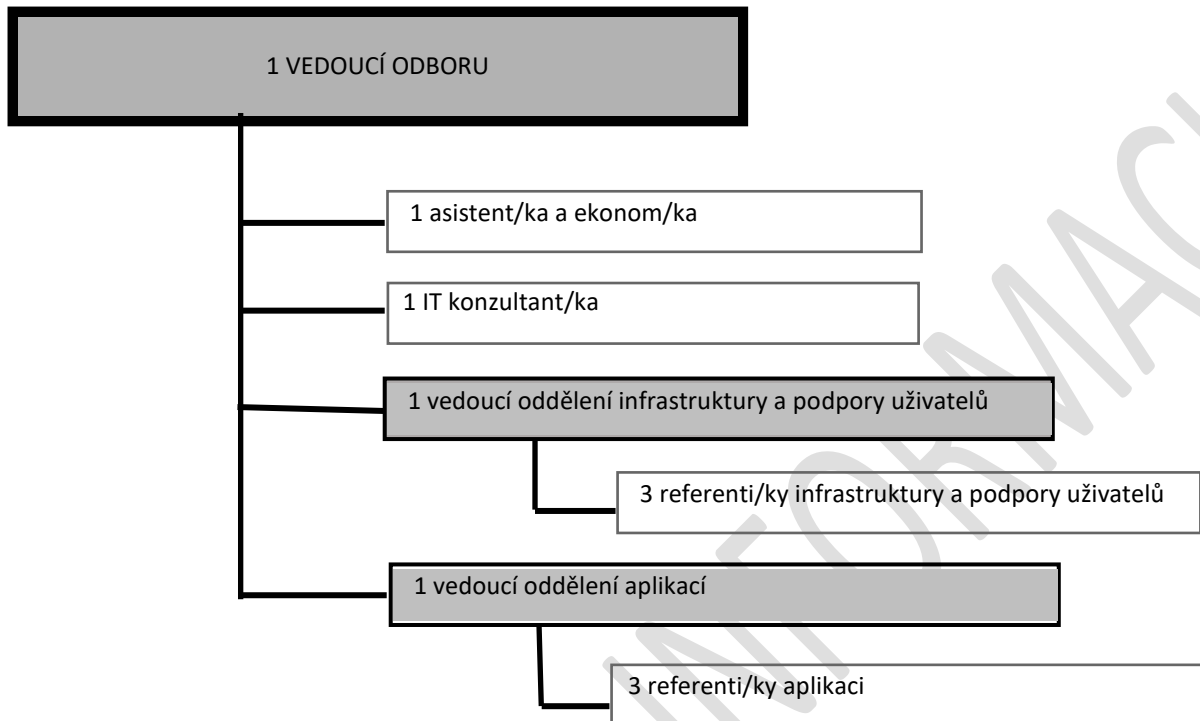 1 VEDOUCÍ ODBORU
1 asistent/ka a ekonom/ka
1 IT konzultant/ka
1 vedoucí oddělení infrastruktury a podpory uživatelů
3 referenti/ky infrastruktury a podpory uživatelů
1 vedoucí oddělení aplikací
3 referenti/ky aplikaci